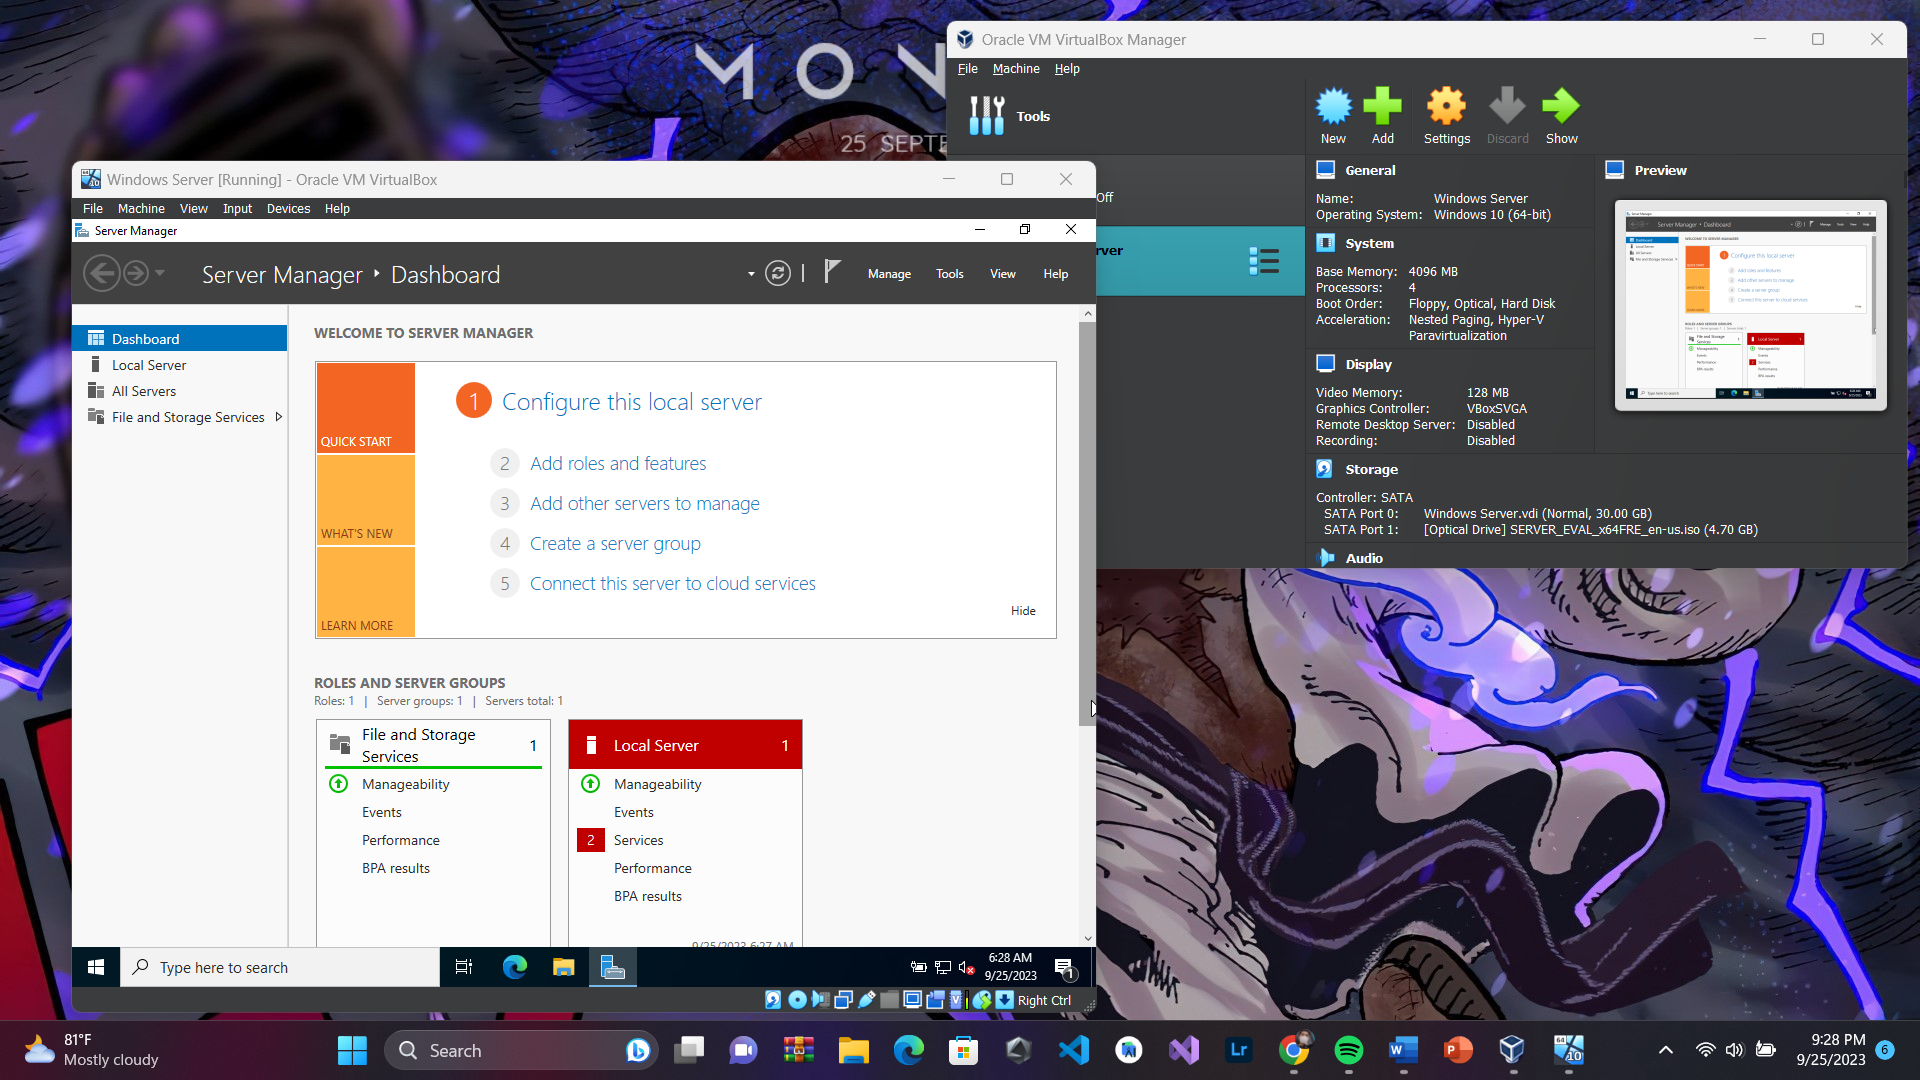 M O N
25 SEPTE
Oracle VM VirtualBox Manager
File Machine Help
Tools
New Add Settings Discard Show
Off
rver
General
Name: Windows Server
Operating System: Windows 10 (64-bit)
System
Base Memory: 4096 MB
Processors: 4
Boot Order: Floppy, Optical, Hard Disk
Acceleration: Nested Paging, Hyper-V
Paravirtualization
Display
Video Memory: 128 MB
Graphics Controller: VBoxSVGA
Remote Desktop Server: Disabled
Recording: Disabled
Storage
Controller: SATA
SATA Port 0: Windows Server.vdi (Normal, 30.00 GB)
SATA Port 1: [Optical Drive] SERVER_EVAL_x64FRE_en-us.iso (4.70 GB)
Audio
Preview
Windows Server [Running] - Oracle VM VirtualBox
File Machine View Input Devices Help
Server Manager
Server Manager Dashboard
Manage Tools View Help
Dashboard
Local Server
All Servers
File and Storage Services
WELCOME TO SERVER MANAGER
QUICK START
WHAT'S NEW
LEARN MORE
1 Configure this local server
2 Add roles and features
3 Add other servers to manage
4 Create a server group
5 Connect this server to cloud services
Hide
ROLES AND SERVER GROUPS
Roles: 1 | Server groups: 1 | Servers total: 1
File and Storage
Services 1
Manageability
Events
Performance
BPA results
Local Server 1
Manageability
Events
2 Services
Performance
BPA results
9/25/2023 6:27 AM
Type here to search
6:28 AM
9/25/2023
1
Right Ctrl
81°F
Mostly cloudy
Search
Lr
64
10
9:28 PM
9/25/2023
6